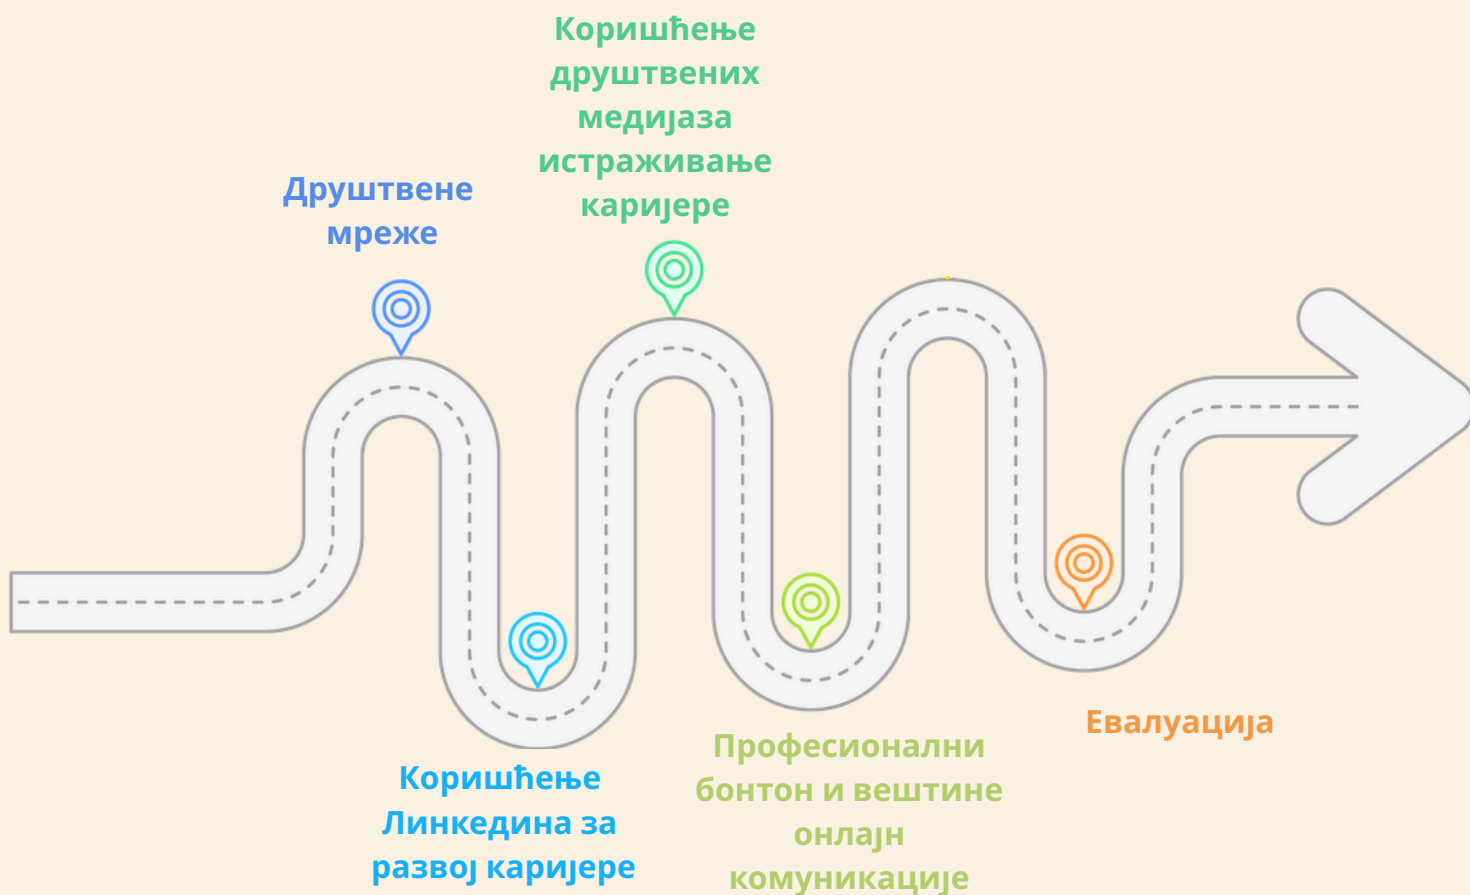 Друштвене
мреже
Коришћење
Линкедина за
развој каријере
Коришћење
друштвених
медијаза
истраживање
каријере
Професионални
бонтон и вештине
онлајн
комуникације
Евалуација